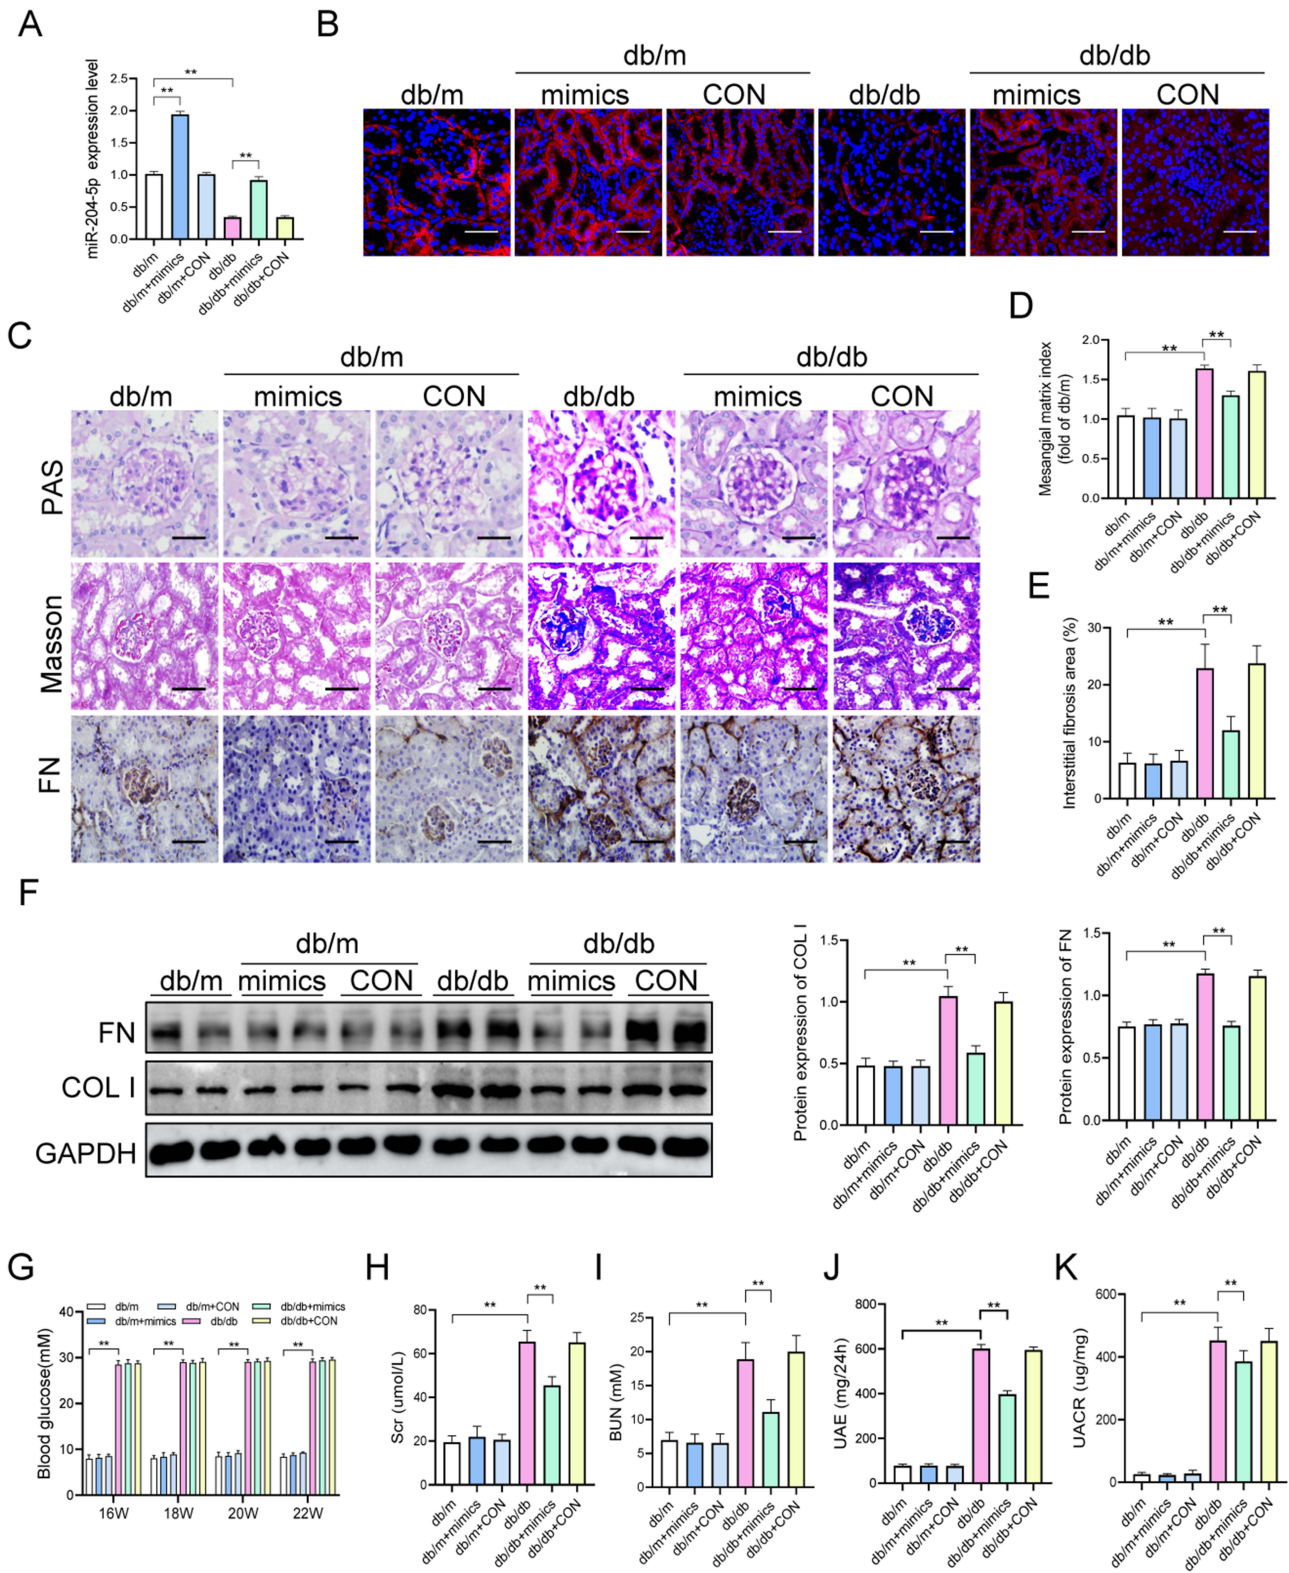 A
miR-204-5p expression level
2.5
2.0
1.5
1.0
0.5
0.0
**
**
**
db/m
db/m+mimics
db/m+CON
db/db
db/db+mimics
db/db+CON
B
db/m
db/db
db/m
mimics
CON
db/db
mimics
CON
C
db/m
db/db
db/m
mimics
CON
db/db
mimics
CON
PAS
Masson
FN
D
Mesangial matrix index
(fold of db/m)
2.0
1.5
1.0
0.5
0.0
**
**
db/m
db/m+mimics
db/m+CON
db/db
db/db+mimics
db/db+CON
E
Interstitial fibrosis area (%)
30
20
10
0
**
**
db/m
db/m+mimics
db/m+CON
db/db
db/db+mimics
db/db+CON
F
db/m
db/db
db/m
mimics
CON
db/db
mimics
CON
FN
COL I
GAPDH
Protein expression of COL I
1.5
1.0
0.5
0.0
**
**
db/m
db/m+mimics
db/m+CON
db/db
db/db+mimics
db/db+CON
Protein expression of FN
1.5
1.0
0.5
0.0
**
**
db/m
db/m+mimics
db/m+CON
db/db
db/db+mimics
db/db+CON
G
Blood glucose(mM)
40
30
20
10
0
db/m
db/m+CON
db/db+mimics
db/m+mimics
db/db
db/db+CON
**
**
**
**
16W
18W
20W
22W
H
Scr (umol/L)
80
60
40
20
0
**
**
db/m
db/m+mimics
db/m+CON
db/db
db/db+mimics
db/db+CON
I
BUN (mM)
25
20
15
10
5
0
**
**
db/m
db/m+mimics
db/m+CON
db/db
db/db+mimics
db/db+CON
J
UAE (mg/24h)
800
600
400
200
0
**
**
db/m
db/m+mimics
db/m+CON
db/db
db/db+mimics
db/db+CON
K
UACR (ug/mg)
600
400
200
0
**
**
db/m
db/m+mimics
db/m+CON
db/db
db/db+mimics
db/db+CON